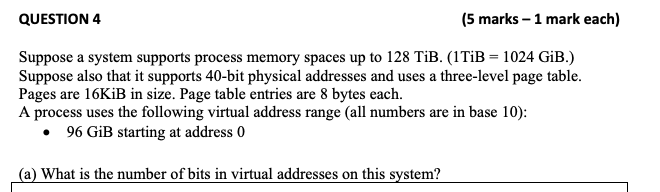 QUESTION 4 (5 marks – 1 mark each)
Suppose a system supports process memory spaces up to 128 TiB. (1TiB = 1024 GiB.)
Suppose also that it supports 40-bit physical addresses and uses a three-level page table.
Pages are 16KiB in size. Page table entries are 8 bytes each.
A process uses the following virtual address range (all numbers are in base 10):
• 96 GiB starting at address 0
(a) What is the number of bits in virtual addresses on this system?